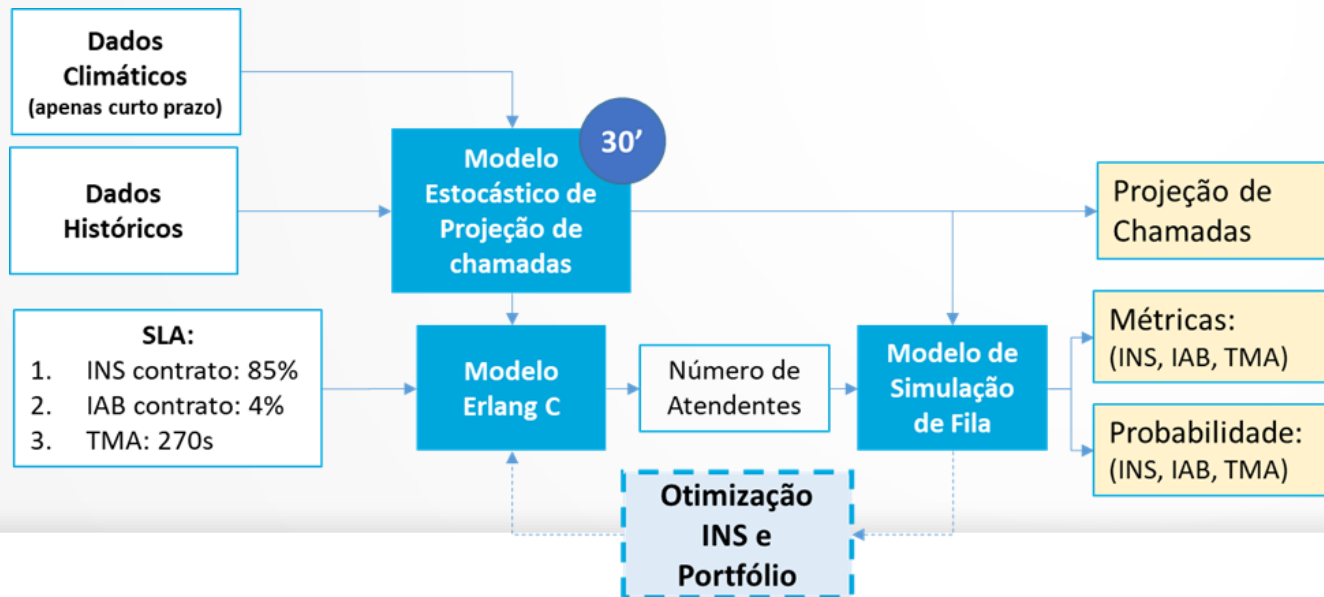 Dados
Climáticos
(apenas curto prazo)
30’
Modelo
Estocástico de
Projeção de
chamadas
Dados
Históricos
Projeção de
Chamadas
SLA:
1. INS contrato: 85%
2. IAB contrato: 4%
3. TMA: 270s
Modelo
Erlang C
Número de
Atendentes
Modelo de
Simulação
de Fila
Métricas:
(INS, IAB, TMA)
Probabilidade:
(INS, IAB, TMA)
Otimização
INS e
Portfólio